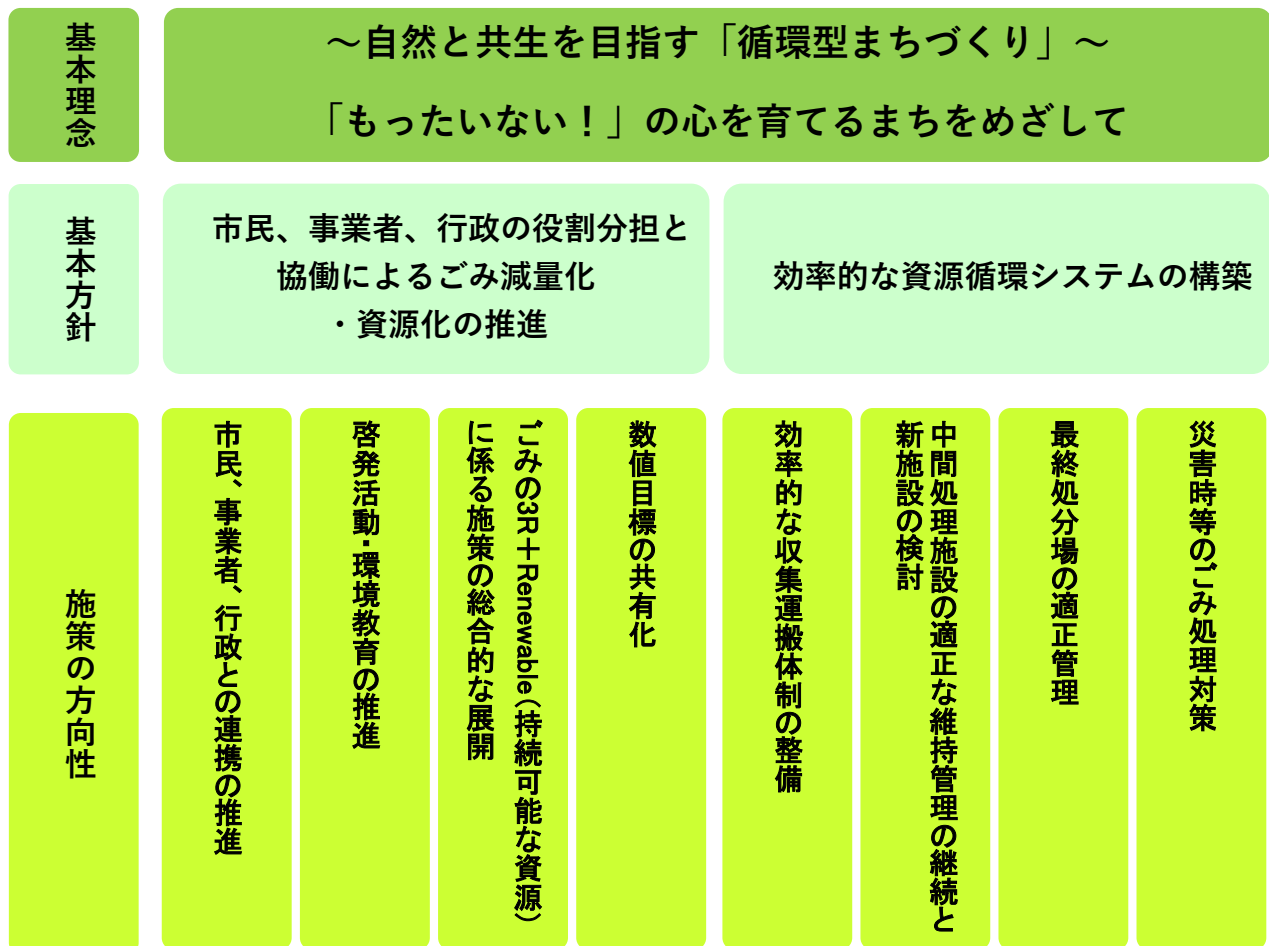 基本理念
～自然と共生を目指す「循環型まちづくり」～
「もったいない！」の心を育てるまちをめざして
基本方針
市民、事業者、行政の役割分担と
協働によるごみ減量化
・資源化の推進
効率的な資源循環システムの構築
施策の方向性
市民、事業者、行政との連携の推進
啓発活動・環境教育の推進
ごみの3R＋Renewable（持続可能な資源）
に係る施策の総合的な展開
数値目標の共有化
効率的な収集運搬体制の整備
中間処理施設の適正な維持管理の継続と
新施設の検討
最終処分場の適正管理
災害時等のごみ処理対策